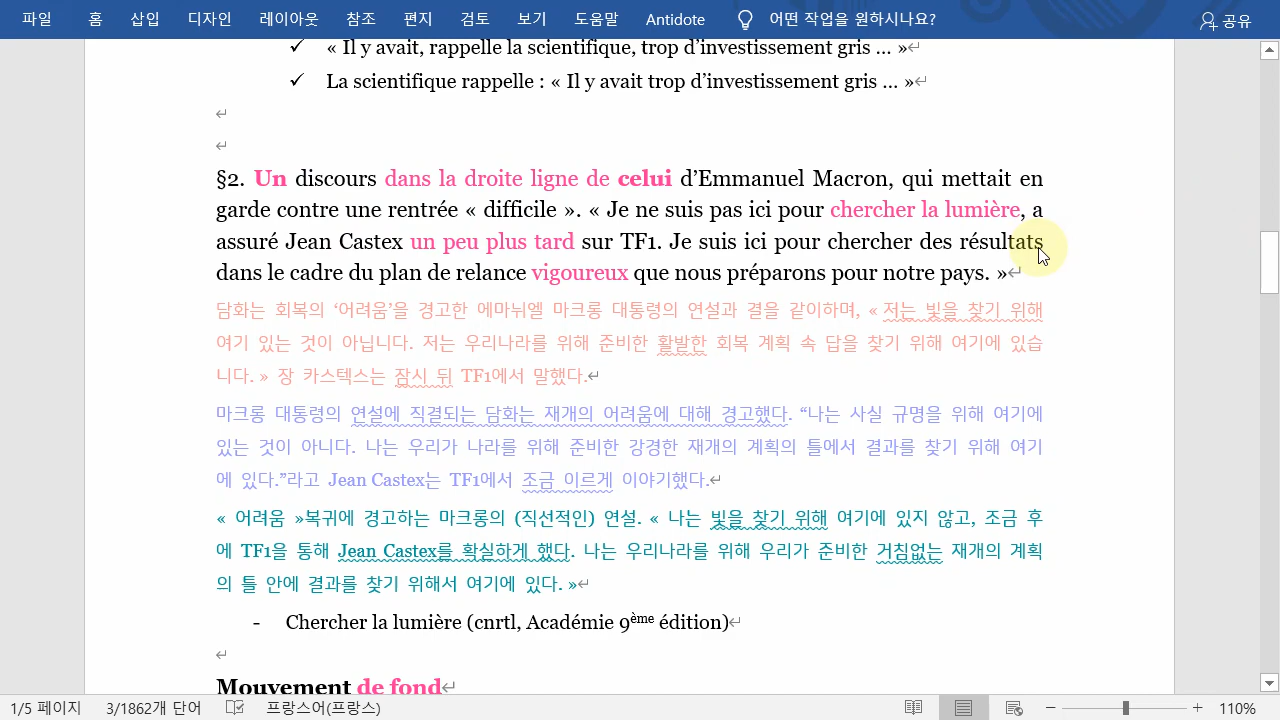 파일 홈 삽입 디자인 레이아웃 참조 편지 검토 보기 도움말 Antidote 어떤 작업을 원하시나요? 공유
✓ « Il y avait, rappelle la scientifique, trop d’investissement gris … »↵
✓ La scientifique rappelle : « Il y avait trop d’investissement gris … »↵
§2. Un discours dans la droite ligne de celui d’Emmanuel Macron, qui mettait en
garde contre une rentrée « difficile ». « Je ne suis pas ici pour chercher la lumière, a
assuré Jean Castex un peu plus tard sur TF1. Je suis ici pour chercher des résultats
dans le cadre du plan de relance vigoureux que nous préparons pour notre pays. »↵
담화는 회복의 ‘어려움’을 경고한 에마뉘엘 마크롱 대통령의 연설과 결을 같이하며, « 저는 빛을 찾기 위해
여기 있는 것이 아닙니다. 저는 우리나라를 위해 준비한 활발한 회복 계획 속 답을 찾기 위해 여기에 있습
니다. » 장 카스텍스는 잠시 뒤 TF1에서 말했다.↵
마크롱 대통령의 연설에 직결되는 담화는 재개의 어려움에 대해 경고했다. “나는 사실 규명을 위해 여기에
있는 것이 아니다. 나는 우리가 나라를 위해 준비한 강경한 재개의 계획의 틀에서 결과를 찾기 위해 여기
에 있다.”라고 Jean Castex는 TF1에서 조금 이르게 이야기했다.↵
« 어려움 »복귀에 경고하는 마크롱의 (직선적인) 연설. « 나는 빛을 찾기 위해 여기에 있지 않고, 조금 후
에 TF1을 통해 Jean Castex를 확실하게 했다. 나는 우리나라를 위해 우리가 준비한 거침없는 재개의 계획
의 틀 안에 결과를 찾기 위해서 여기에 있다. »↵
- Chercher la lumière (cnrtl, Académie 9ème édition)↵
Mouvement de fond↵
1/5 페이지 3/1862개 단어 프랑스어(프랑스) 110%